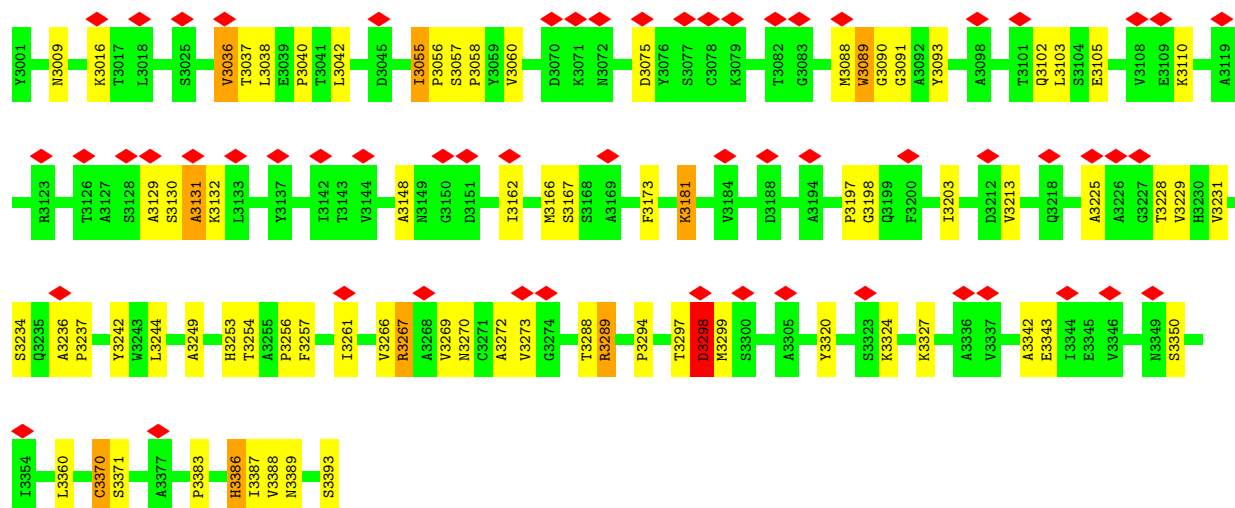 Y3001 N3009 K3016 T3017 L3018 S3025 V3036 T3037 L3038 E3039 P3040 T3041 L3042 D3045 I3055 P3056 S3057 P3058 Y3059 V3060 D3070 K3071 N3072 D3075 Y3076 S3077 C3078 K3079 T3082 G3083 M3088 W3089 G3090 G3091 A3092 Y3093 A3098 T3101 Q3102 L3103 S3104 E3105 V3108 E3109 K3110 A3119
R3123 T3126 A3127 S3128 A3129 S3130 A3131 K3132 L3133 Y3137 I3142 T3143 V3144 A3148 N3149 G3150 D3151 I3162 M3166 S3167 S3168 A3169 F3173 K3181 V3184 D3188 A3194 P3197 G3198 Q3199 F3200 I3203 D3212 V3213 Q3218 A3225 A3226 G3227 T3228 V3229 H3230 V3231
S3234 Q3235 A3236 P3237 Y3242 W3243 L3244 A3249 H3253 T3254 A3255 P3256 F3257 I3261 V3266 R3267 A3268 V3269 N3270 C3271 A3272 V3273 G3274 T3288 R3289 P3294 T3297 D3298 M3299 S3300 A3305 Y3320 S3323 K3324 K3327 A3336 V3337 A3342 E3343 I3344 E3345 V3346 N3349 S3350
I3354 L3360 C3370 S3371 A3377 P3383 H3386 I3387 V3388 N3389 S3393